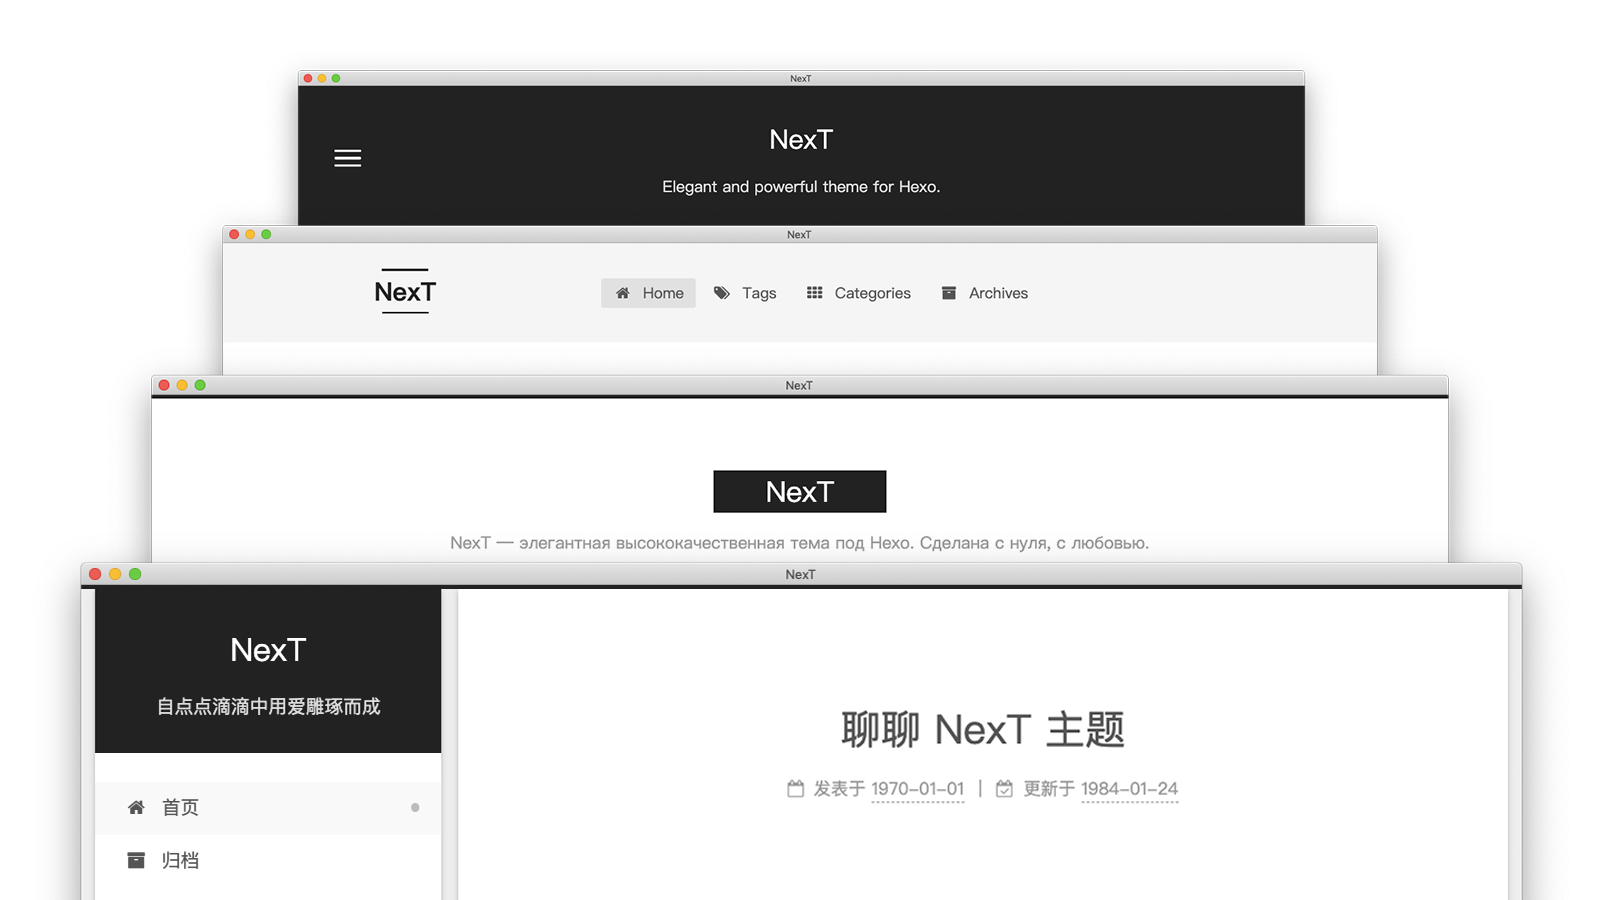 NexT
NexT
Elegant and powerful theme for Hexo.
NexT
NexT
Home Tags Categories Archives
NexT
NexT
NexT — элегантная высококачественная тема под Hexo. Сделана с нуля, с любовью.
NexT
NexT
自点点滴滴中用爱雕琢而成
首页
归档
聊聊 NexT 主题
发表于 1970-01-01 | 更新于 1984-01-24